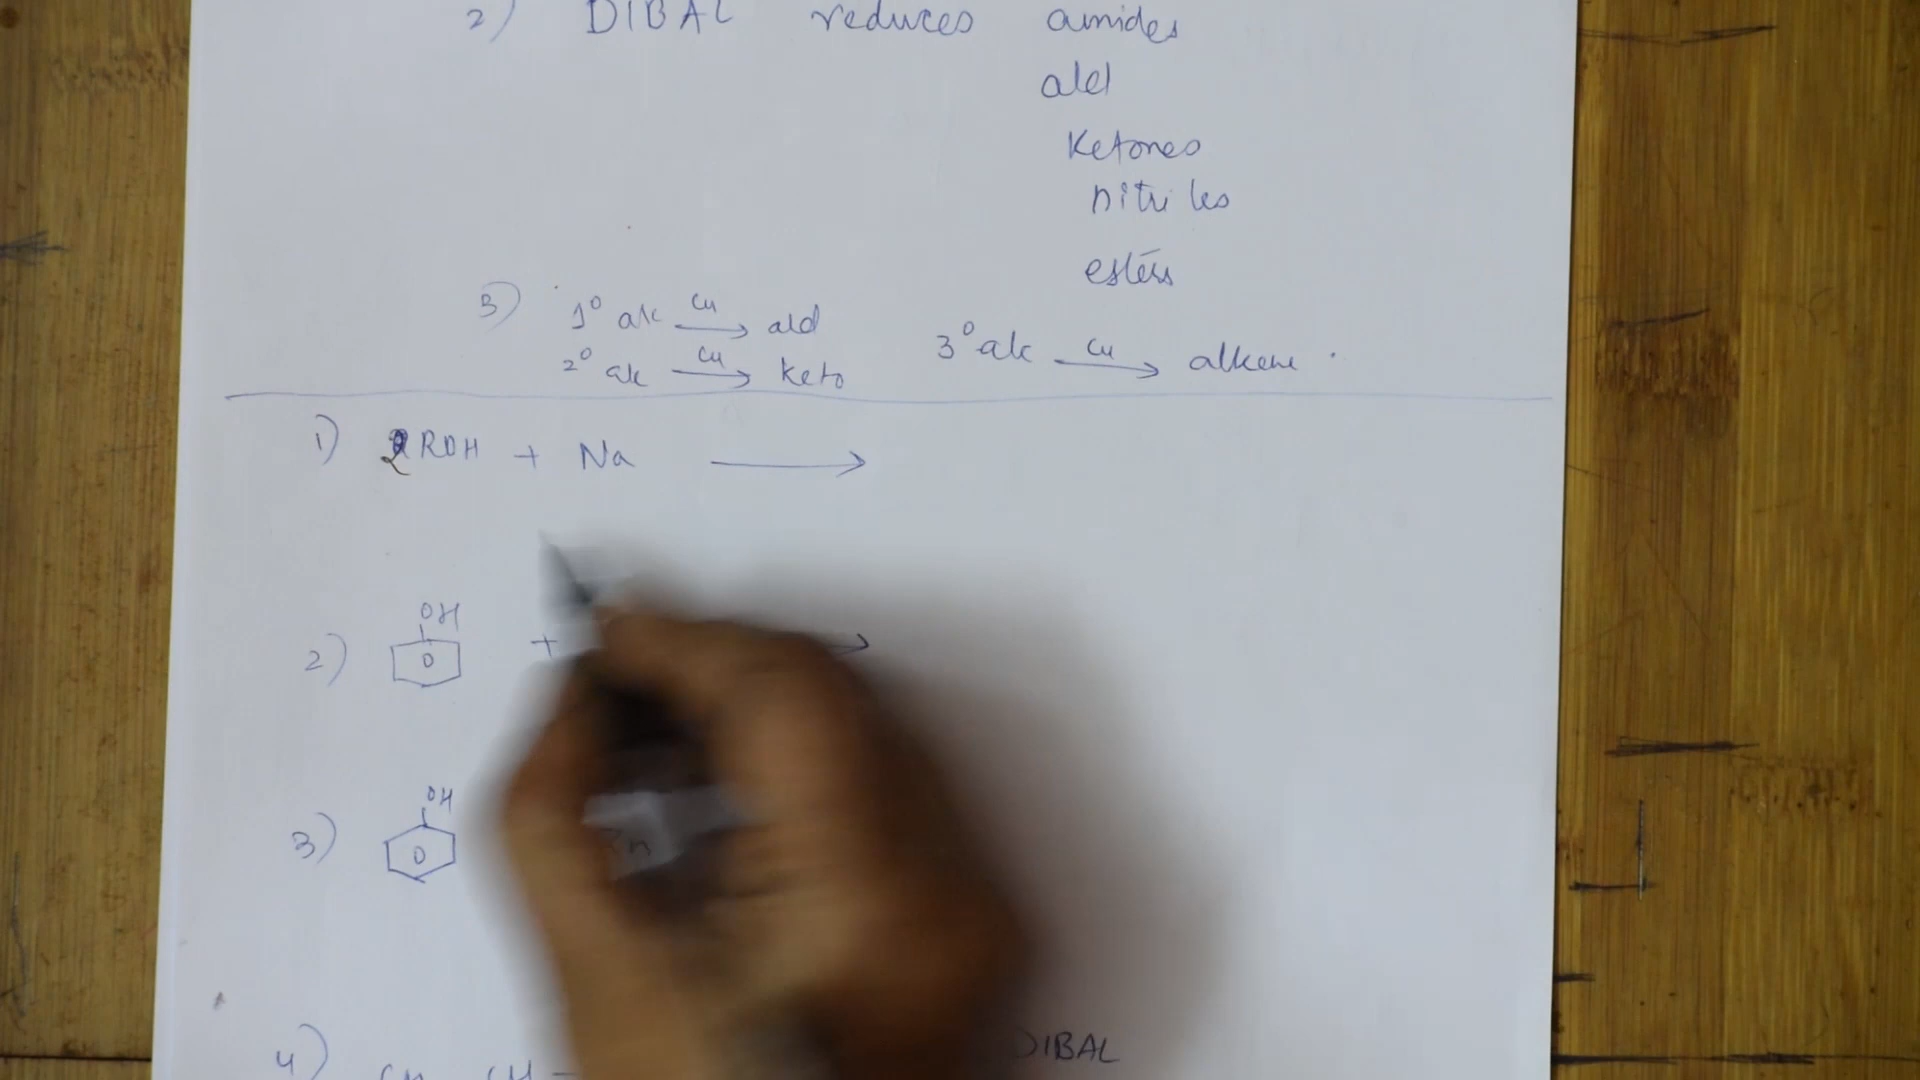 2) DIBAL reduces amides
ald
Ketones
nitriles
esters
3) 1° alc Cu → ald
2° alc Cu → keto
3° alc Cu → alkene .
1) 2ROH + Na →
2) OH + →
3) OH Zn
4) DIBAL